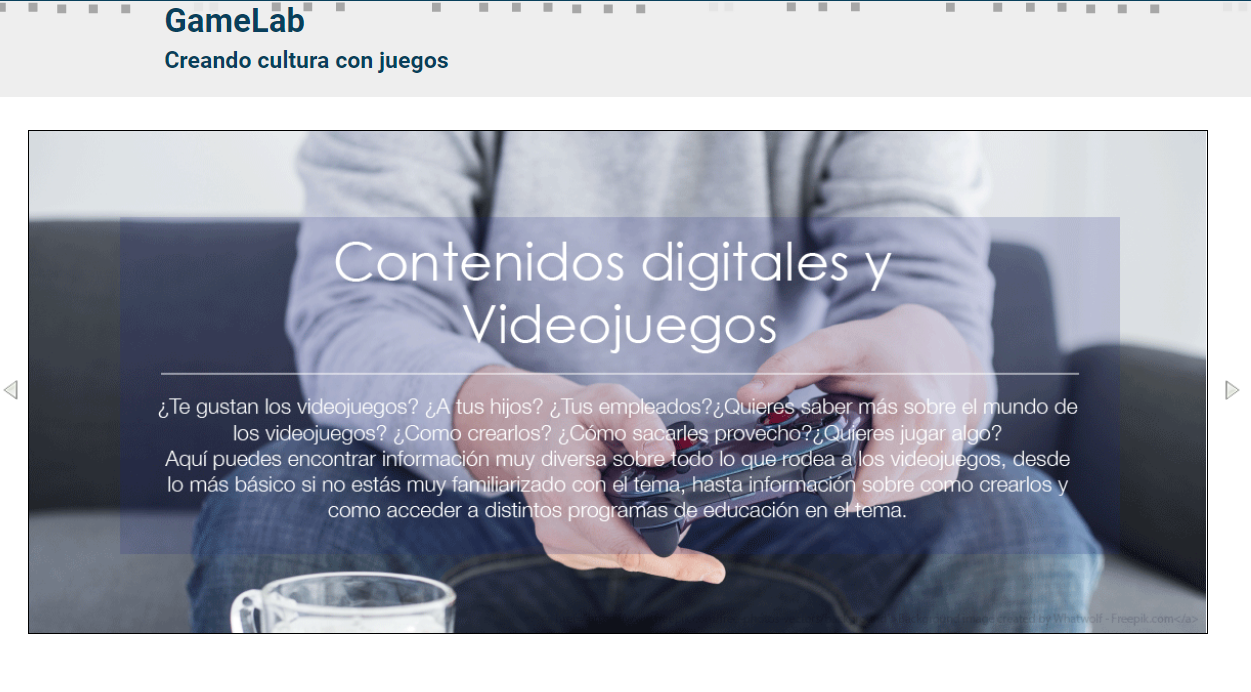 GameLab
Creando cultura con juegos
Contenidos digitales y
Videojuegos
¿Te gustan los videojuegos? ¿A tus hijos? ¿Tus empleados?¿Quieres saber más sobre el mundo de
los videojuegos? ¿Como crearlos? ¿Cómo sacarles provecho?¿Quieres jugar algo?
Aquí puedes encontrar información muy diversa sobre todo lo que rodea a los videojuegos, desde
lo más básico si no estás muy familiarizado con el tema, hasta información sobre como crearlos y
como acceder a distintos programas de educación en el tema.
created by Whatwolf - Freepik.com</a>